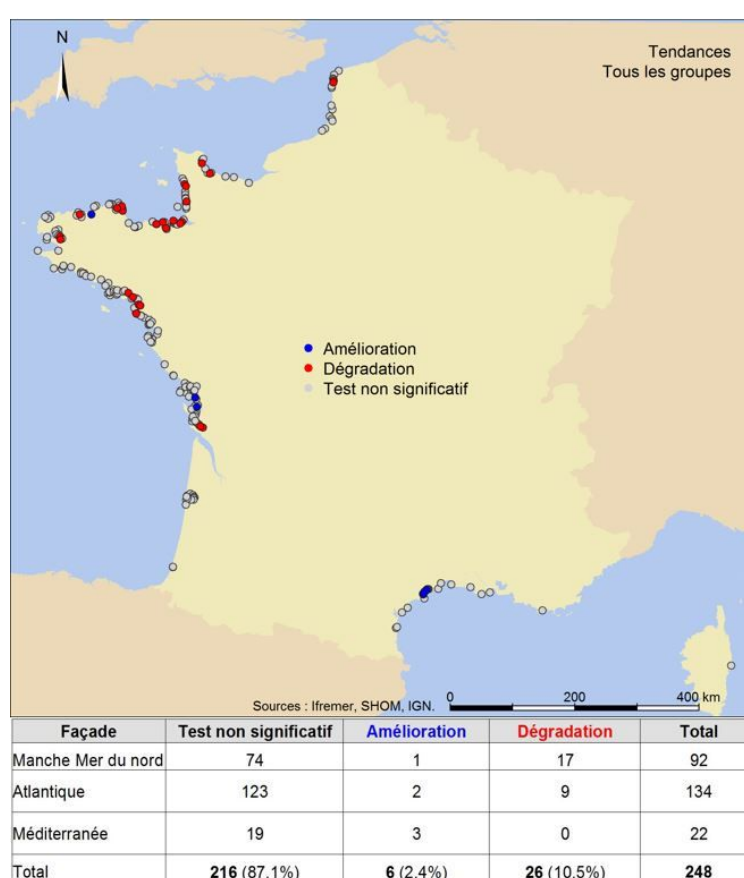 N
Tendances
Tous les groupes
Amélioration
Dégradation
Test non significatif
Sources : Ifremer, SHOM, IGN.
0 200 400 km
Façade Test non significatif Amélioration Dégradation Total
Manche Mer du nord 74 1 17 92
Atlantique 123 2 9 134
Méditerranée 19 3 0 22
Total 216 (87.1%) 6 (2.4%) 26 (10.5%) 248